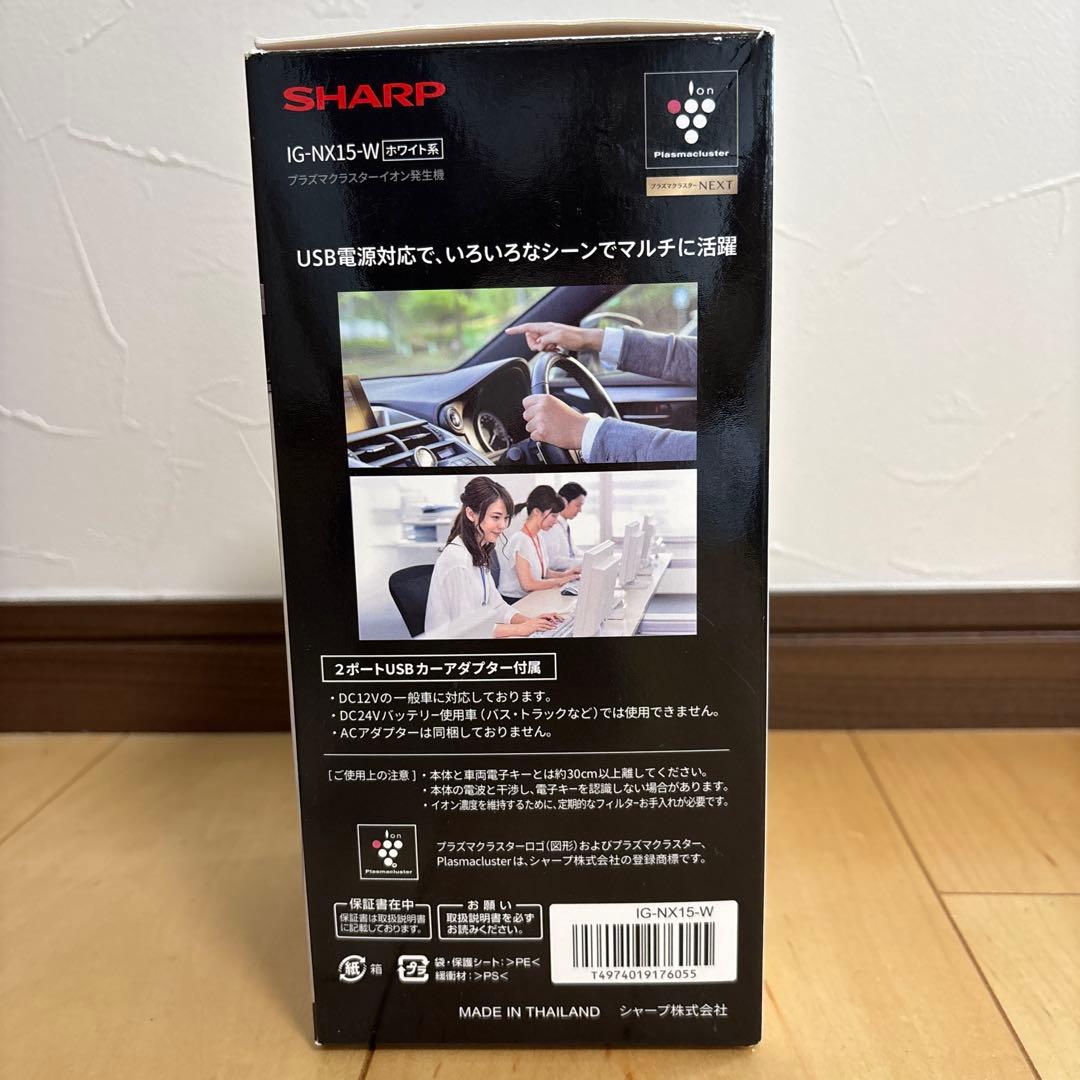 SHARP
IG-NX15-W ホワイト系
プラズマクラスターイオン発生機
Ion
Plasmacluster
プラズマクラスター NEXT
USB電源対応で、いろいろなシーンでマルチに活躍
2ポートUSBカーアダプター付属
・DC12Vの一般車に対応しております。
・DC24Vバッテリー使用車(バス・トラックなど)では使用できません。
・ACアダプターは同梱しておりません。
[ご使用上の注意]・本体と車両電子キーとは約30cm以上離してください。
・本体の電波と干渉し、電子キーを認識しない場合があります。
・イオン濃度を維持するために、定期的なフィルターお手入れが必要です。
Ion
Plasmacluster
プラズマクラスターロゴ(図形)およびプラズマクラスター、
Plasmaclusterは、シャープ株式会社の登録商標です。
保証書在中
保証書は取扱説明書
に記載しております。
お願い
取扱説明書を必ず
お読みください。
IG-NX15-W
T4974019176055
紙 箱
プラ 袋・保護シート:>PE<
緩衝材:>PS<
MADE IN THAILAND シャープ株式会社